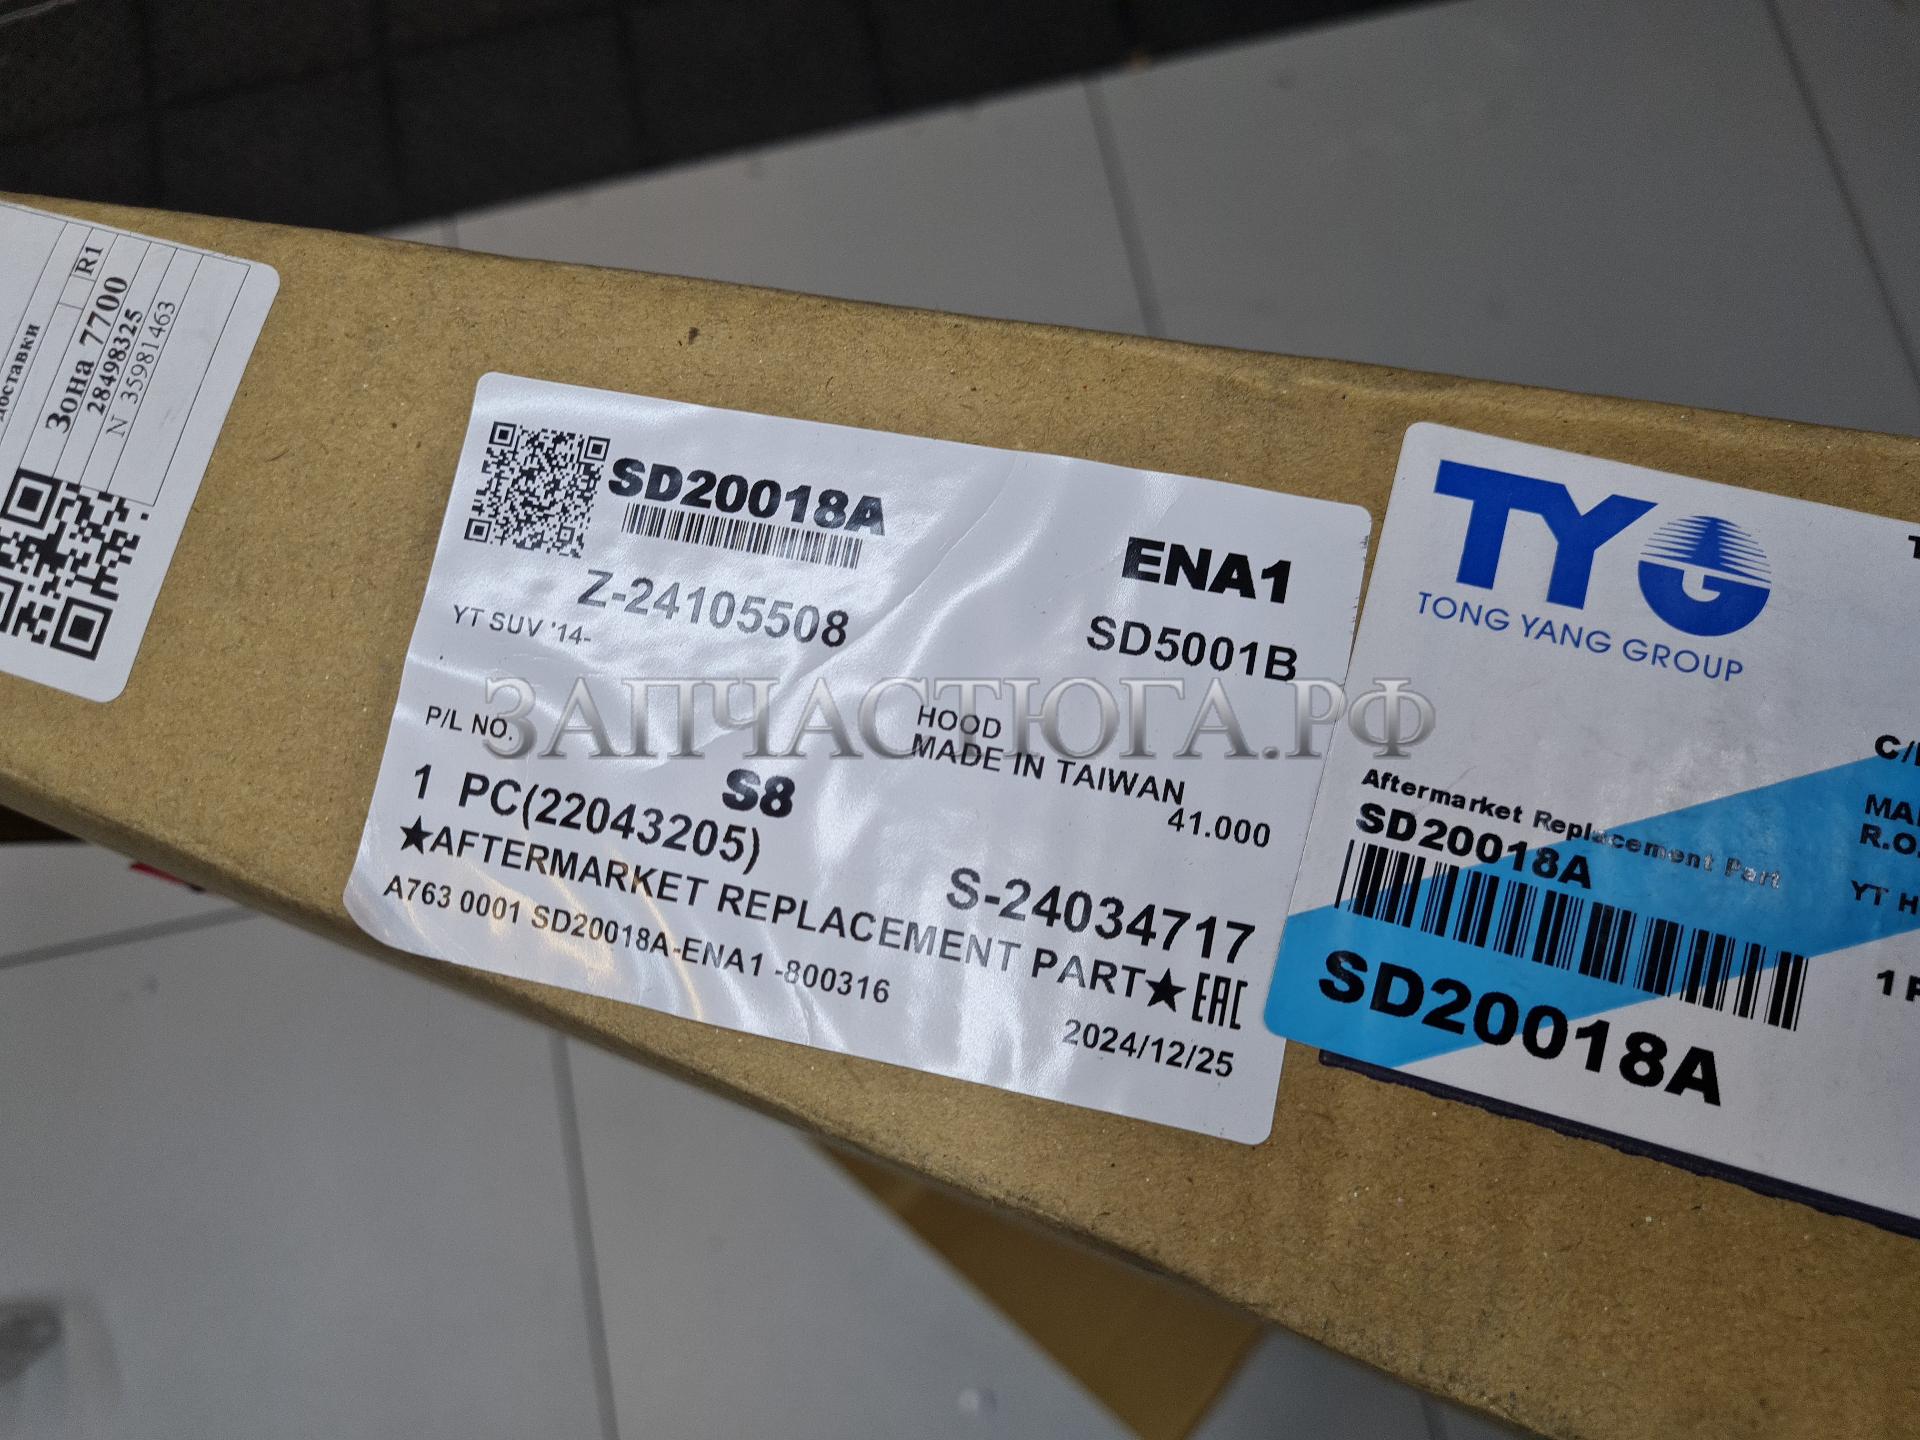 R1
Зона 7700
28498325
N 35981463
SD20018A
ENA1
Z-24105508
SD5001B
YT SUV '14-
ЗАПЧАСТЮГА.РФ
P/L NO.
HOOD
MADE IN TAIWAN
S8
41.000
1 PC(22043205)
S-24034717
★AFTERMARKET REPLACEMENT PART★ EAC
A763 0001 SD20018A-ENA1 -800316
2024/12/25
TYG
TONG YANG GROUP
Aftermarket Replacement Part
SD20018A
SD20018A
YT